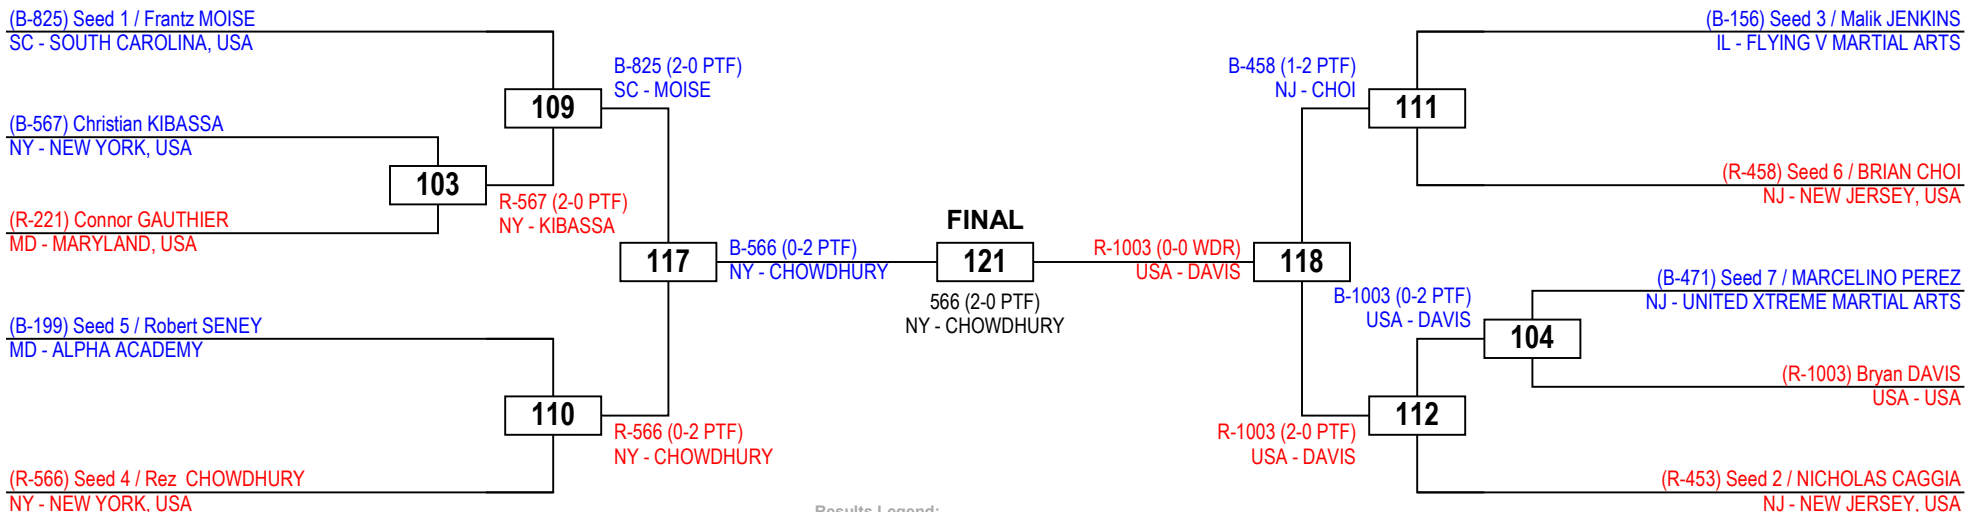 (B-825) Seed 1 / Frantz MOISE
SC - SOUTH CAROLINA, USA
(B-567) Christian KIBASSA
NY - NEW YORK, USA
(R-221) Connor GAUTHIER
MD - MARYLAND, USA
(B-199) Seed 5 / Robert SENEY
MD - ALPHA ACADEMY
(R-566) Seed 4 / Rez  CHOWDHURY
NY - NEW YORK, USA
103
R-567 (2-0 PTF)
NY - KIBASSA
109
110
B-825 (2-0 PTF)
SC - MOISE
R-566 (0-2 PTF)
NY - CHOWDHURY
117
B-566 (0-2 PTF)
NY - CHOWDHURY
FINAL
121
566 (2-0 PTF)
NY - CHOWDHURY
R-1003 (0-0 WDR)
USA - DAVIS
118
B-458 (1-2 PTF)
NJ - CHOI
R-1003 (2-0 PTF)
USA - DAVIS
111
112
B-1003 (0-2 PTF)
USA - DAVIS
104
(B-156) Seed 3 / Malik JENKINS
IL - FLYING V MARTIAL ARTS
(R-458) Seed 6 / BRIAN CHOI
NJ - NEW JERSEY, USA
(B-471) Seed 7 / MARCELINO PEREZ
NJ - UNITED XTREME MARTIAL ARTS
(R-1003) Bryan DAVIS
USA - USA
(R-453) Seed 2 / NICHOLAS CAGGIA
NJ - NEW JERSEY, USA
Results Legend: